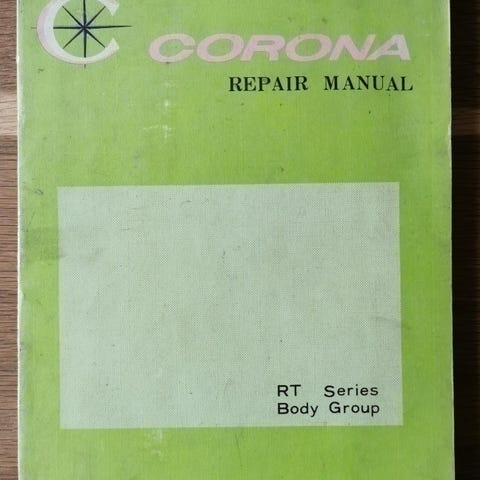 C CORONA
REPAIR MANUAL
RT Series
Body Group